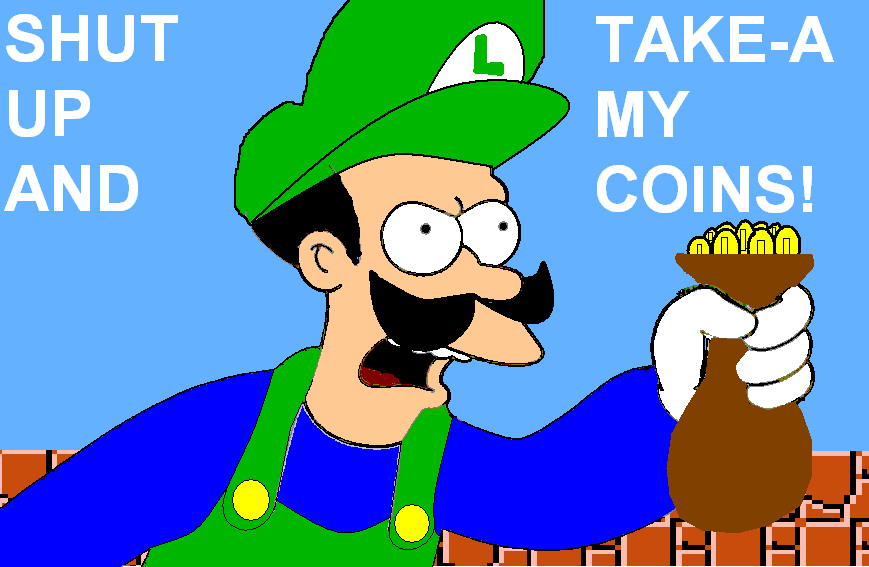 SHUT
UP
AND
TAKE-A
MY
COINS!
L